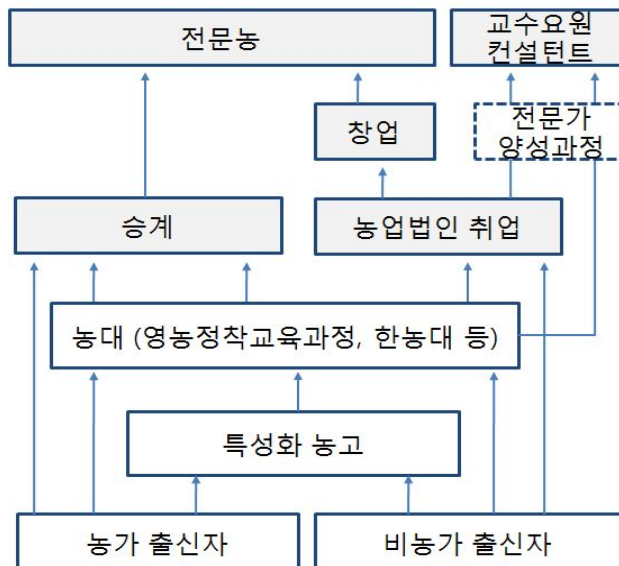 전문농
교수요원
컨설턴트
창업
전문가
양성과정
승계
농업법인 취업
농대 (영농정착교육과정, 한농대 등)
특성화 농고
농가 출신자
비농가 출신자